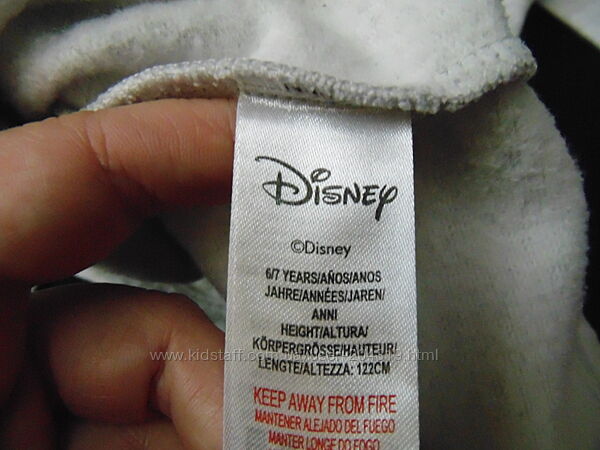 DISNEY
©Disney
6/7 YEARS/AÑOS/ANOS
JAHRE/ANNÉES/JAREN/
ANNI
HEIGHT/ALTURA/
KÖRPERGRÖSSE/HAUTEUR/
LENGTE/ALTEZZA: 122CM
KEEP AWAY FROM FIRE
MANTENER ALEJADO DEL FUEGO
MANTER LONGE DO FOGO